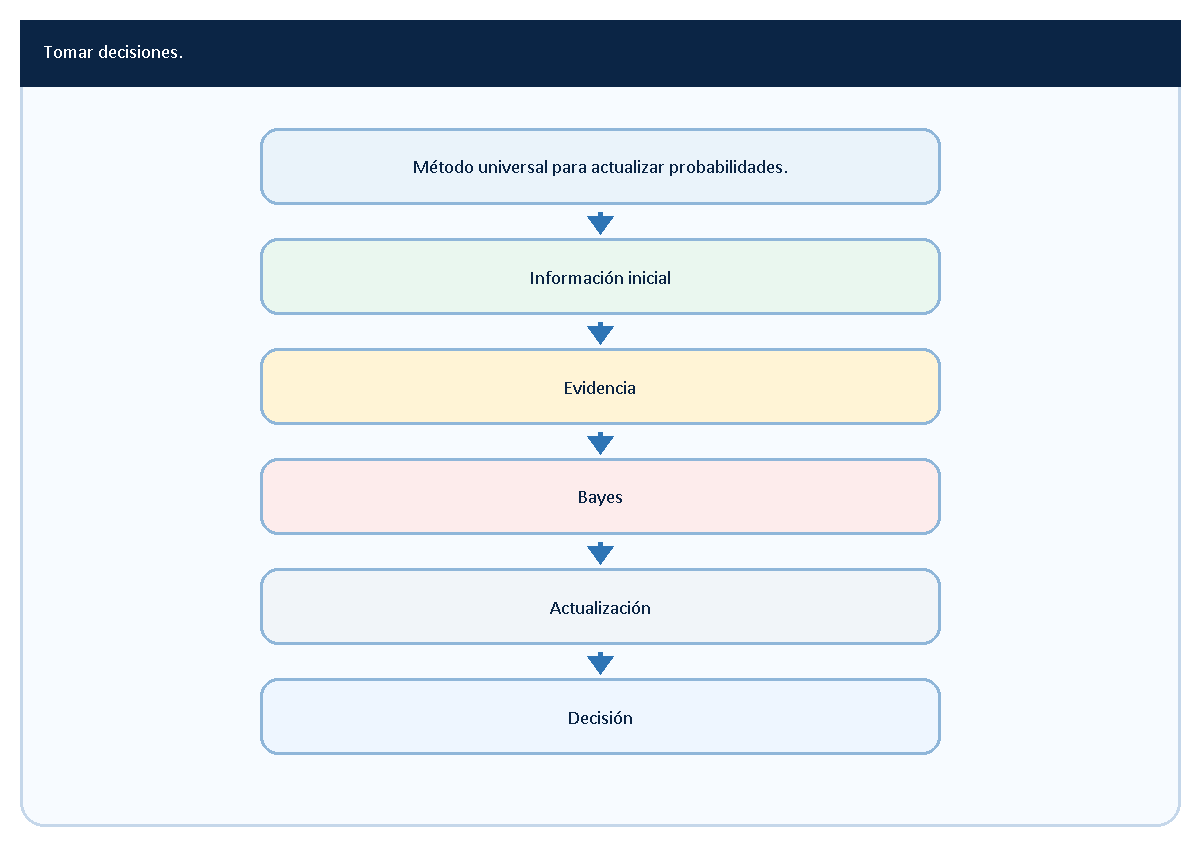 Tomar decisiones.
Método universal para actualizar probabilidades.
Información inicial
Evidencia
Bayes
Actualización
Decisión